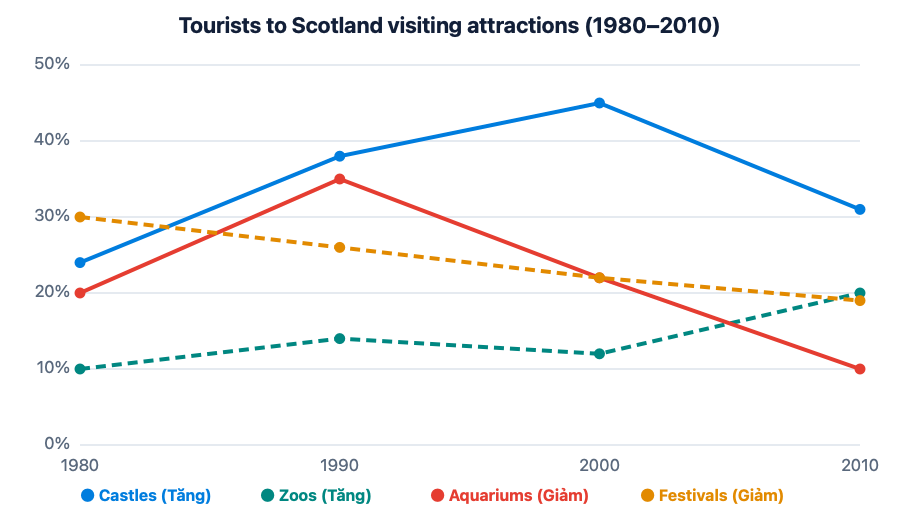 Tourists to Scotland visiting attractions (1980–2010)
50%
40%
30%
20%
10%
0%
1980 1990 2000 2010
Castles (Tăng) Zoos (Tăng) Aquariums (Giảm) Festivals (Giảm)